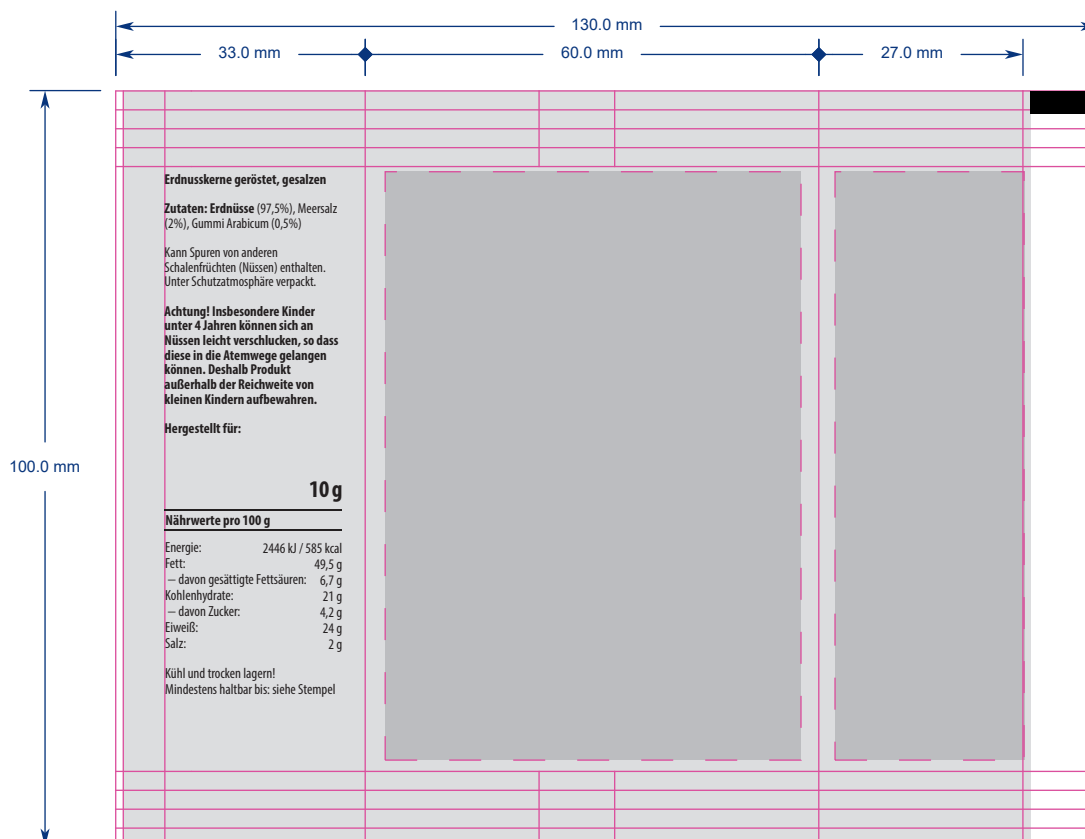 130.0 mm
33.0 mm
60.0 mm
27.0 mm
100.0 mm
Erdnusskerne geröstet, gesalzen
Zutaten: Erdnüsse (97,5%), Meersalz
(2%), Gummi Arabicum (0,5%)
Kann Spuren von anderen
Schalenfrüchten (Nüssen) enthalten.
Unter Schutzatmosphäre verpackt.
Achtung! Insbesondere Kinder
unter 4 Jahren können sich an
Nüssen leicht verschlucken, so dass
diese in die Atemwege gelangen
können. Deshalb Produkt
außerhalb der Reichweite von
kleinen Kindern aufbewahren.
Hergestellt für:
10 g
Nährwerte pro 100 g
Energie: 2446 kJ / 585 kcal
Fett: 49,5 g
– davon gesättigte Fettsäuren: 6,7 g
Kohlenhydrate: 21 g
– davon Zucker: 4,2 g
Eiweiß: 24 g
Salz: 2 g
Kühl und trocken lagern!
Mindestens haltbar bis: siehe Stempel